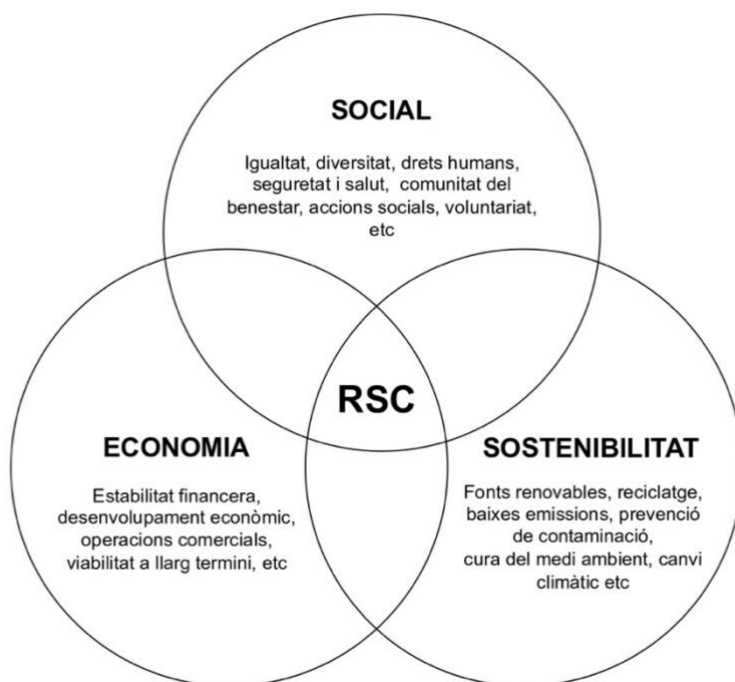 SOCIAL
Igualtat, diversitat, drets humans,
seguretat i salut, comunitat del
benestar, accions socials, voluntariat,
etc
RSC
ECONOMIA
Estabilitat financera,
desenvolupament econòmic,
operacions comercials,
viabilitat a llarg termini, etc
SOSTENIBILITAT
Fonts renovables, reciclatge,
baixes emissions, prevenció
de contaminació,
cura del medi ambient, canvi
climàtic etc